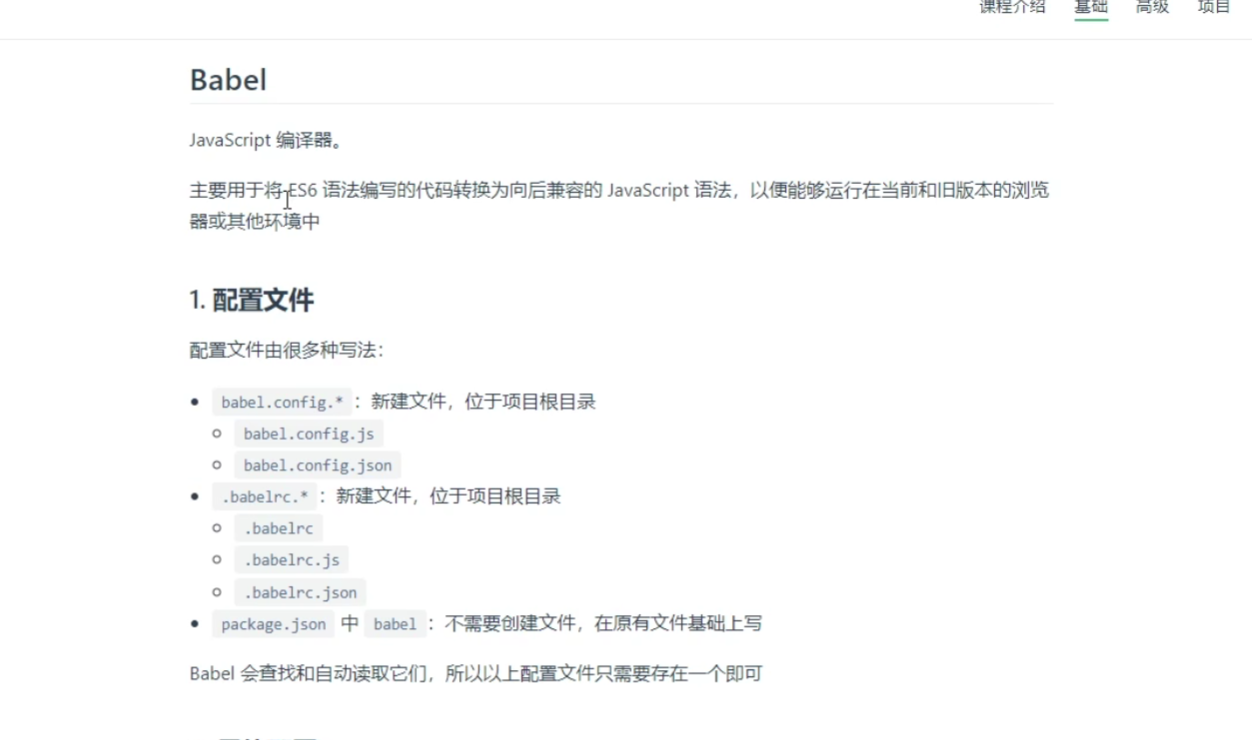 课程介绍 基础 高级 项目
Babel
JavaScript 编译器。
主要用于将 ES6 语法编写的代码转换为向后兼容的 JavaScript 语法，以便能够运行在当前和旧版本的浏览
器或其他环境中
1. 配置文件
配置文件由很多种写法：
babel.config.* ：新建文件，位于项目根目录
babel.config.js
babel.config.json
.babelrc.* ：新建文件，位于项目根目录
.babelrc
.babelrc.js
.babelrc.json
package.json 中 babel ：不需要创建文件，在原有文件基础上写
Babel 会查找和自动读取它们，所以以上配置文件只需要存在一个即可